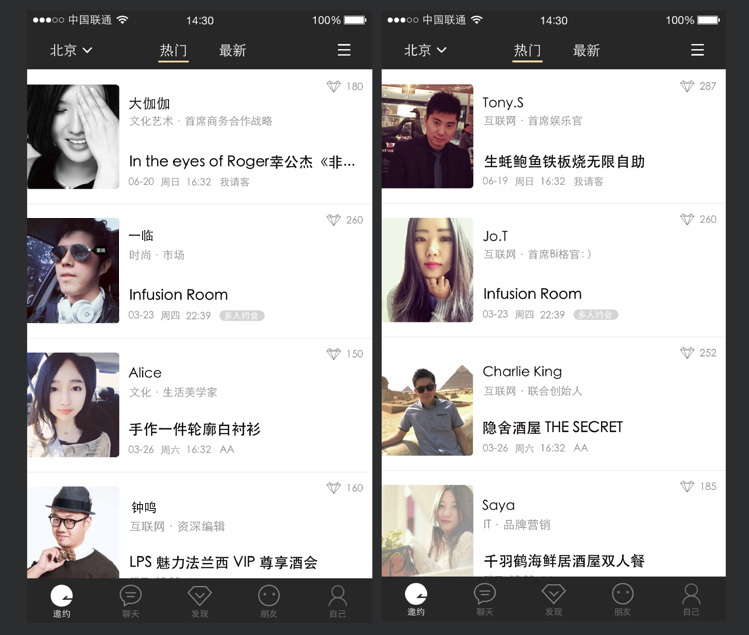 中国联通 14:30 100%
北京 热门 最新
180
大伽伽
文化艺术 · 首席商务合作战略
In the eyes of Roger幸公杰《非...
06-20 周日 16:32 我请客
260
一临
时尚 · 市场
Infusion Room
03-23 周四 22:39 多人约会
150
Alice
文化 · 生活美学家
手作一件轮廓白衬衫
03-26 周六 16:32 AA
160
钟鸣
互联网 · 资深编辑
LPS 魅力法兰西 VIP 尊享酒会
邀约 聊天 发现 朋友 自己
中国联通 14:30 100%
北京 热门 最新
287
Tony.S
互联网 · 首席娱乐官
生蚝鲍鱼铁板烧无限自助
06-19 周日 16:32 我请客
260
Jo.T
互联网 · 首席Bi格官:)
Infusion Room
03-23 周四 22:39 多人约会
252
Charlie King
互联网 · 联合创始人
隐舍酒屋 THE SECRET
03-26 周六 16:32 AA
185
Saya
IT · 品牌营销
千羽鹤海鲜居酒屋双人餐
邀约 聊天 发现 朋友 自己